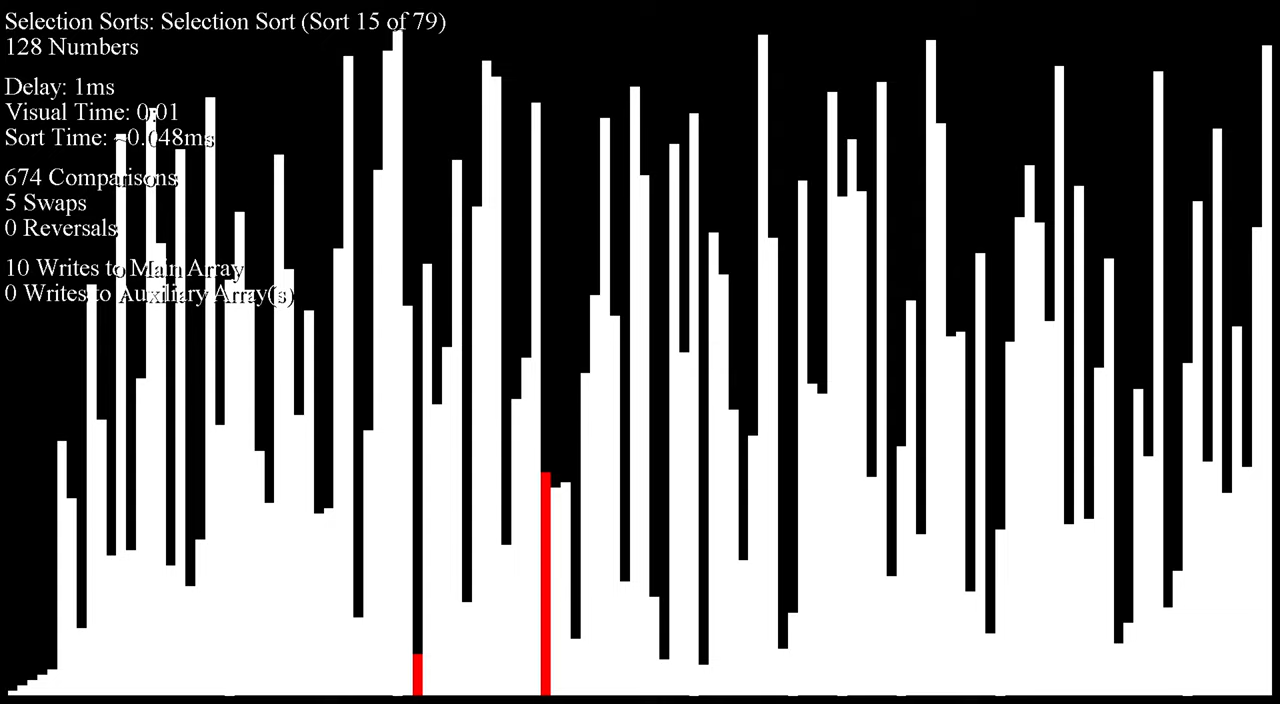 Selection Sorts: Selection Sort (Sort 15 of 79)
128 Numbers
Delay: 1ms
Visual Time: 0:01
Sort Time: ~0.048ms
674 Comparisons
5 Swaps
0 Reversals
10 Writes to Main Array
0 Writes to Auxiliary Array(s)